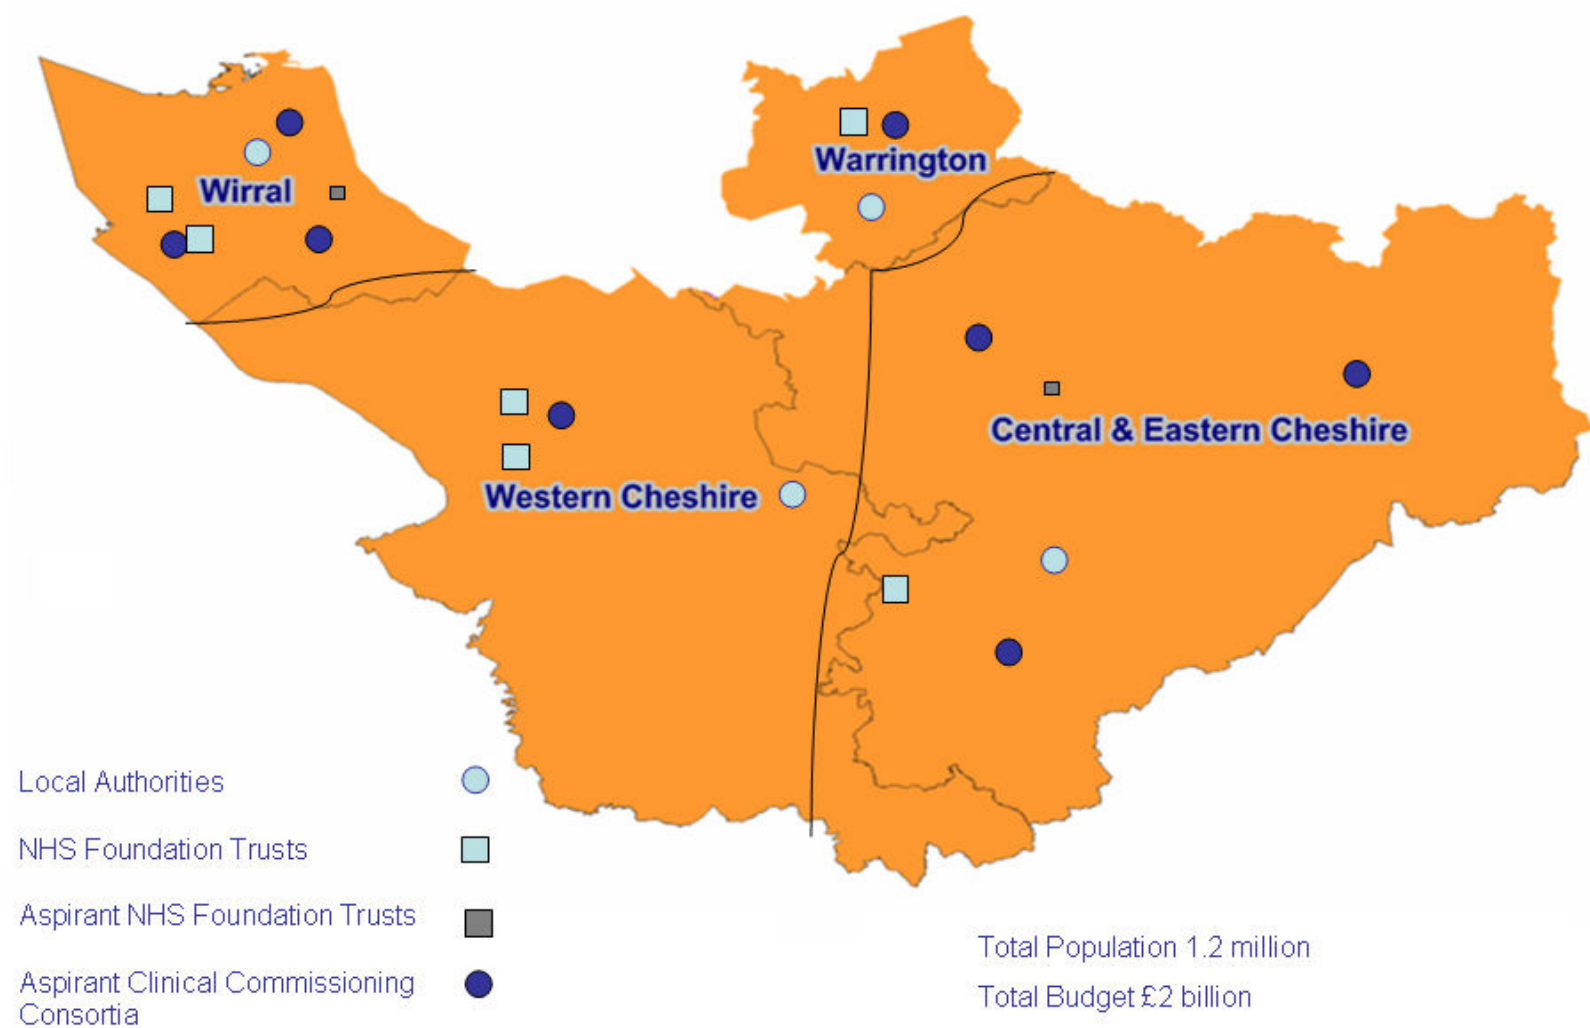 Warrington
Wirral
Central & Eastern Cheshire
Western Cheshire
Local Authorities
NHS Foundation Trusts
Aspirant NHS Foundation Trusts
Aspirant Clinical Commissioning
Consortia
Total Population 1.2 million
Total Budget £2 billion